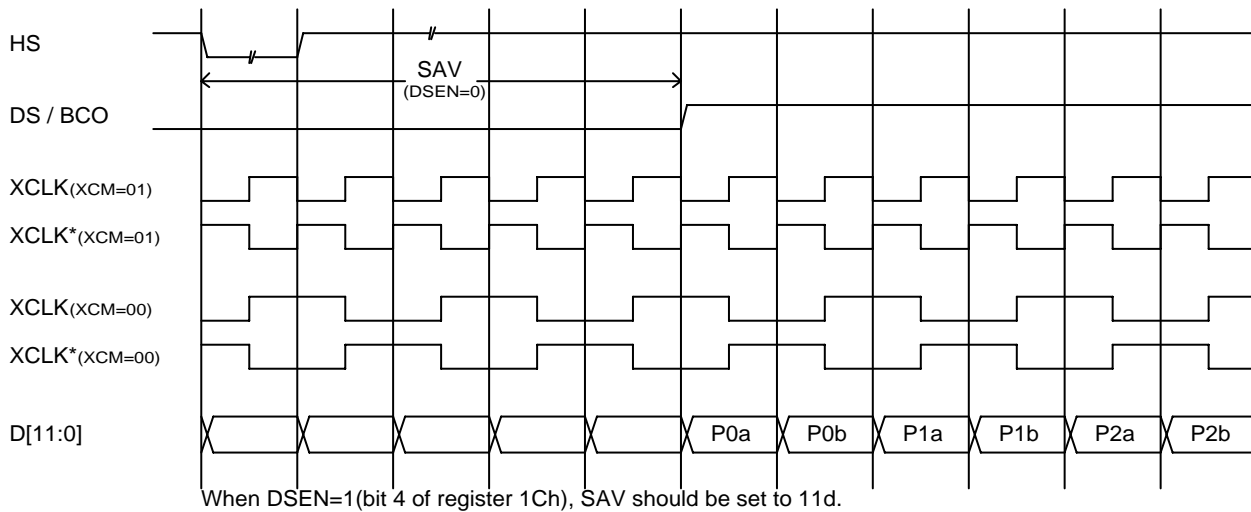 HS
SAV
(DSEN=0)
DS / BCO
XCLK(XCM=01)
XCLK*(XCM=01)
XCLK(XCM=00)
XCLK*(XCM=00)
D[11:0]
P0a P0b P1a P1b P2a P2b
When DSEN=1(bit 4 of register 1Ch), SAV should be set to 11d.